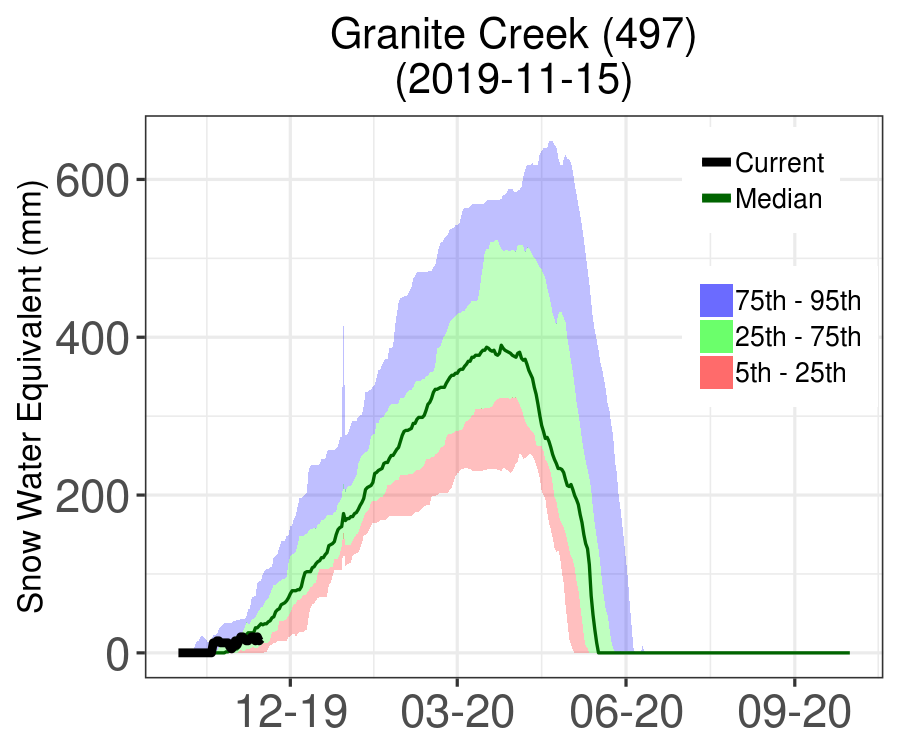 Granite Creek (497)
(2019-11-15)
Snow Water Equivalent (mm)
600
400
200
0
12-19
03-20
06-20
09-20
Current
Median
75th - 95th
25th - 75th
5th - 25th